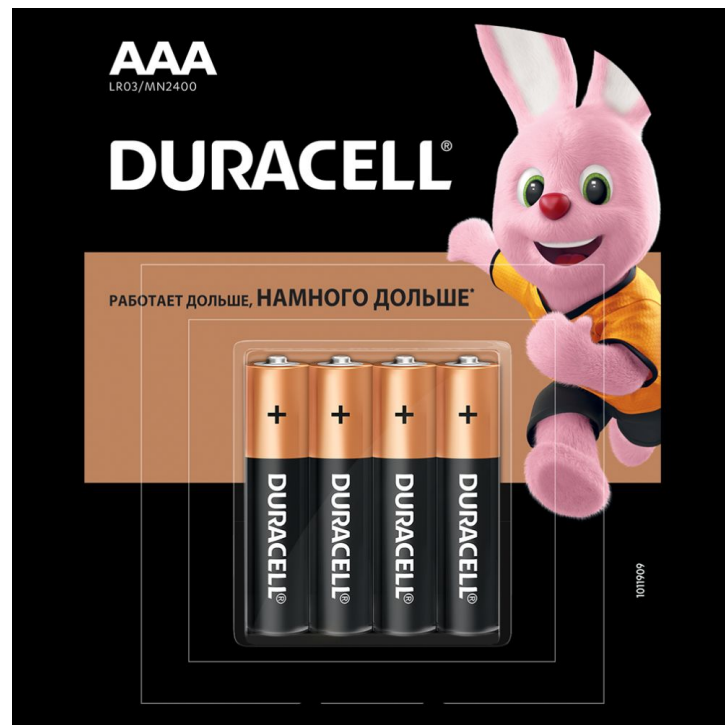 AAA
LR03/MN2400
DURACELL®
РАБОТАЕТ ДОЛЬШЕ, НАМНОГО ДОЛЬШЕ*
+ + + +
DURACELL®
DURACELL®
DURACELL®
DURACELL®
1011909